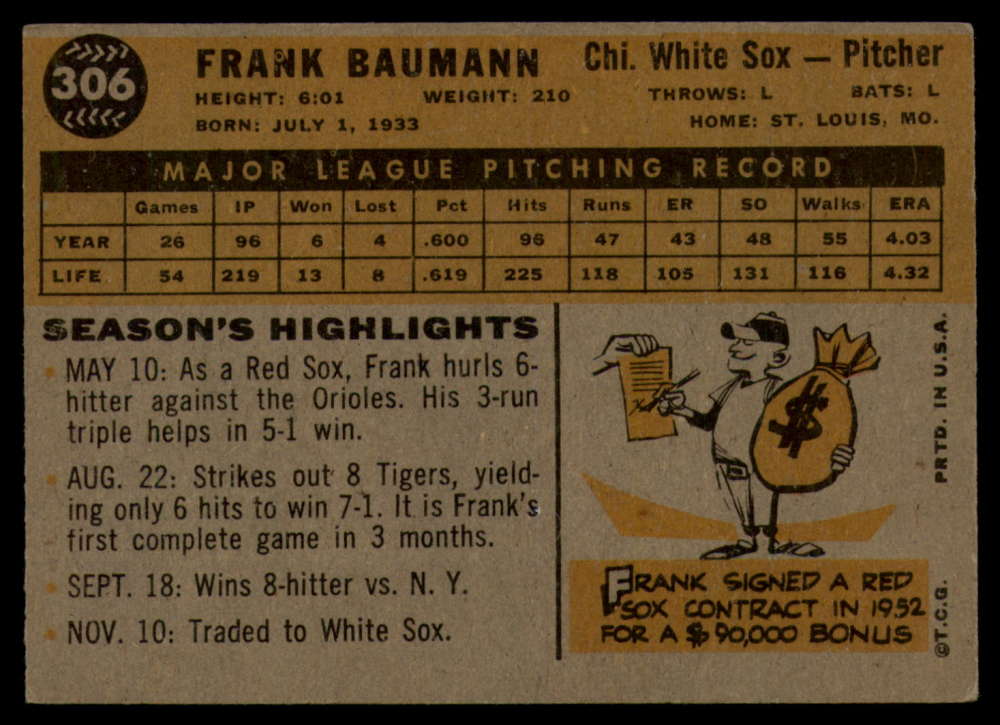 306
FRANK BAUMANN Chi. White Sox — Pitcher
HEIGHT: 6:01 WEIGHT: 210 THROWS: L BATS: L
BORN: JULY 1, 1933 HOME: ST. LOUIS, MO.
MAJOR LEAGUE PITCHING RECORD
Games IP Won Lost Pct Hits Runs ER SO Walks ERA
YEAR 26 96 6 4 .600 96 47 43 48 55 4.03
LIFE 54 219 13 8 .619 225 118 105 131 116 4.32
SEASON'S HIGHLIGHTS
• MAY 10: As a Red Sox, Frank hurls 6-
hitter against the Orioles. His 3-run
triple helps in 5-1 win.
• AUG. 22: Strikes out 8 Tigers, yield-
ing only 6 hits to win 7-1. It is Frank's
first complete game in 3 months.
• SEPT. 18: Wins 8-hitter vs. N. Y.
• NOV. 10: Traded to White Sox.
$
FRANK SIGNED A RED
SOX CONTRACT IN 1952
FOR A $90,000 BONUS
©T.C.G. PRTD. IN U.S.A.